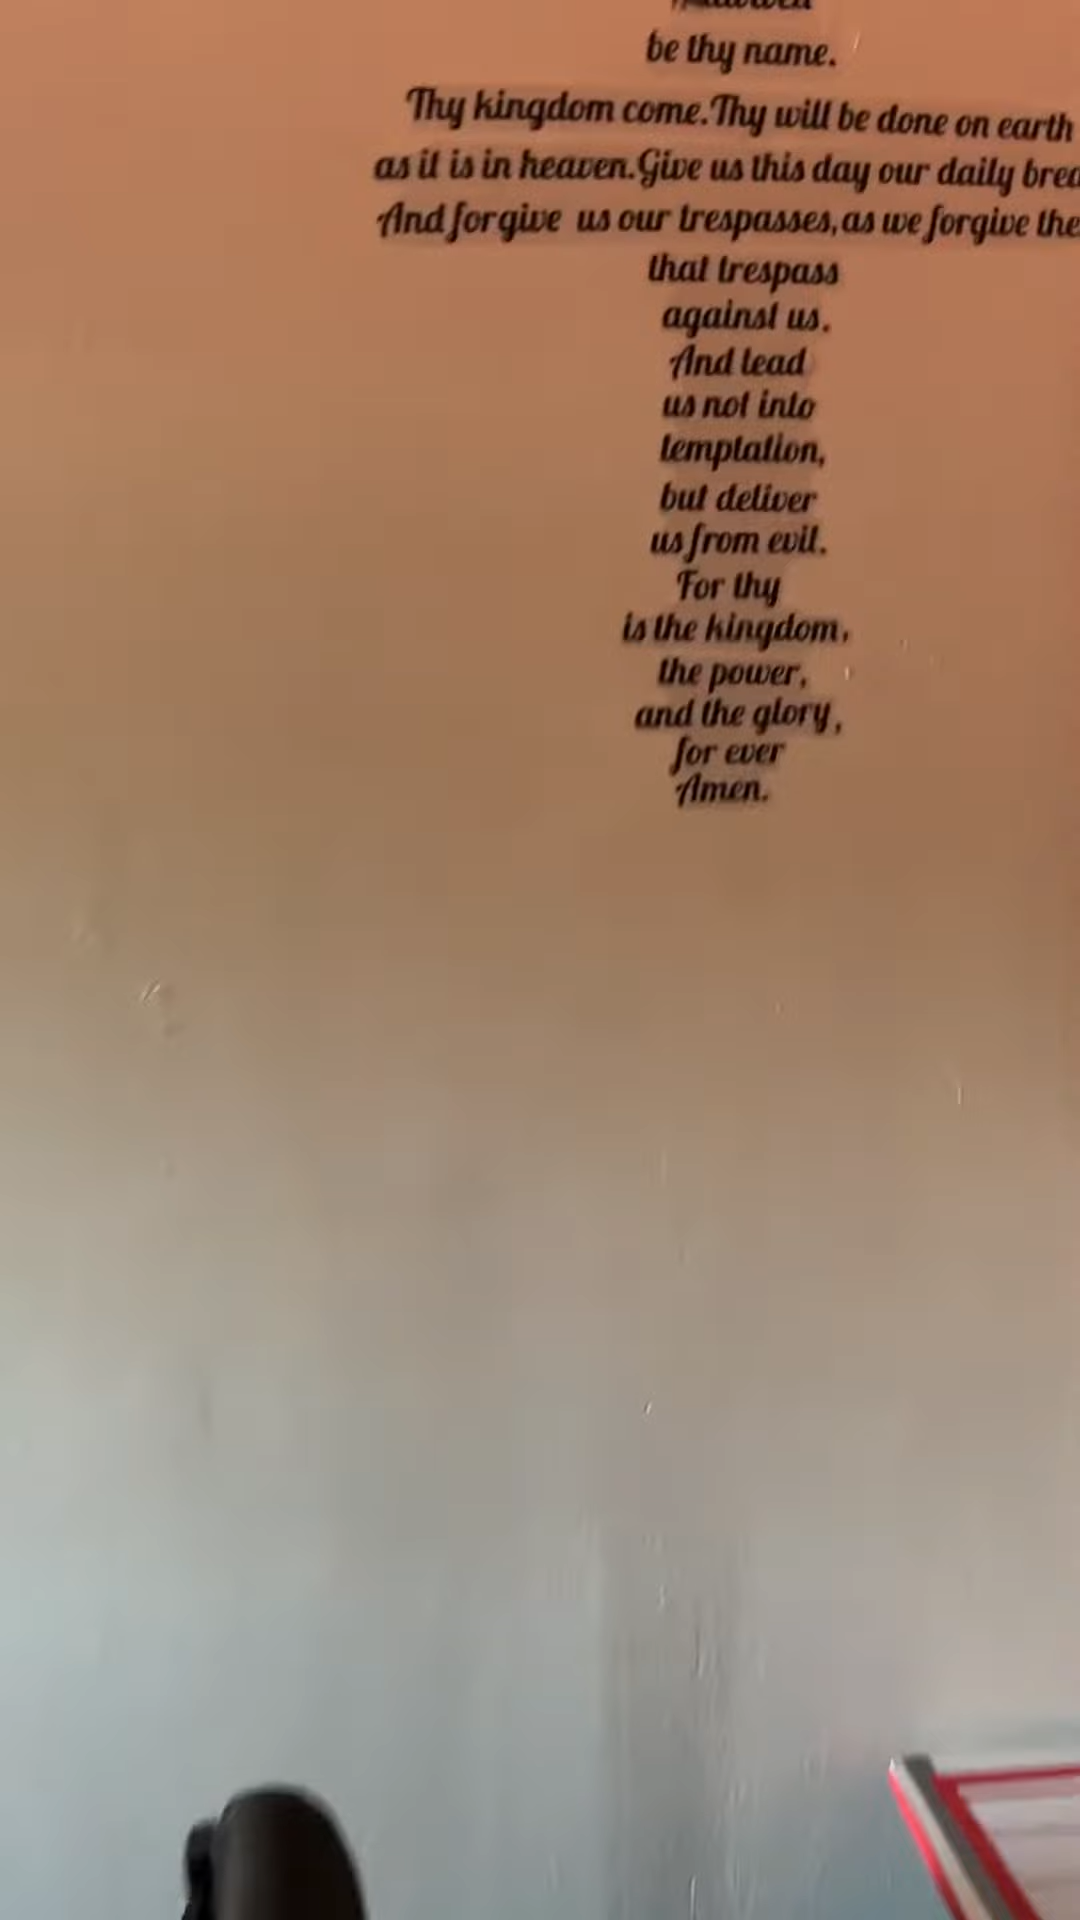 be thy name.
Thy kingdom come.Thy will be done on earth
as it is in heaven.Give us this day our daily
And forgive us our trespasses,as we forgive
that trespass
against us.
And lead
us not into
temptation,
but deliver
us from evil.
For thy
is the kingdom,
the power,
and the glory,
for ever
Amen.